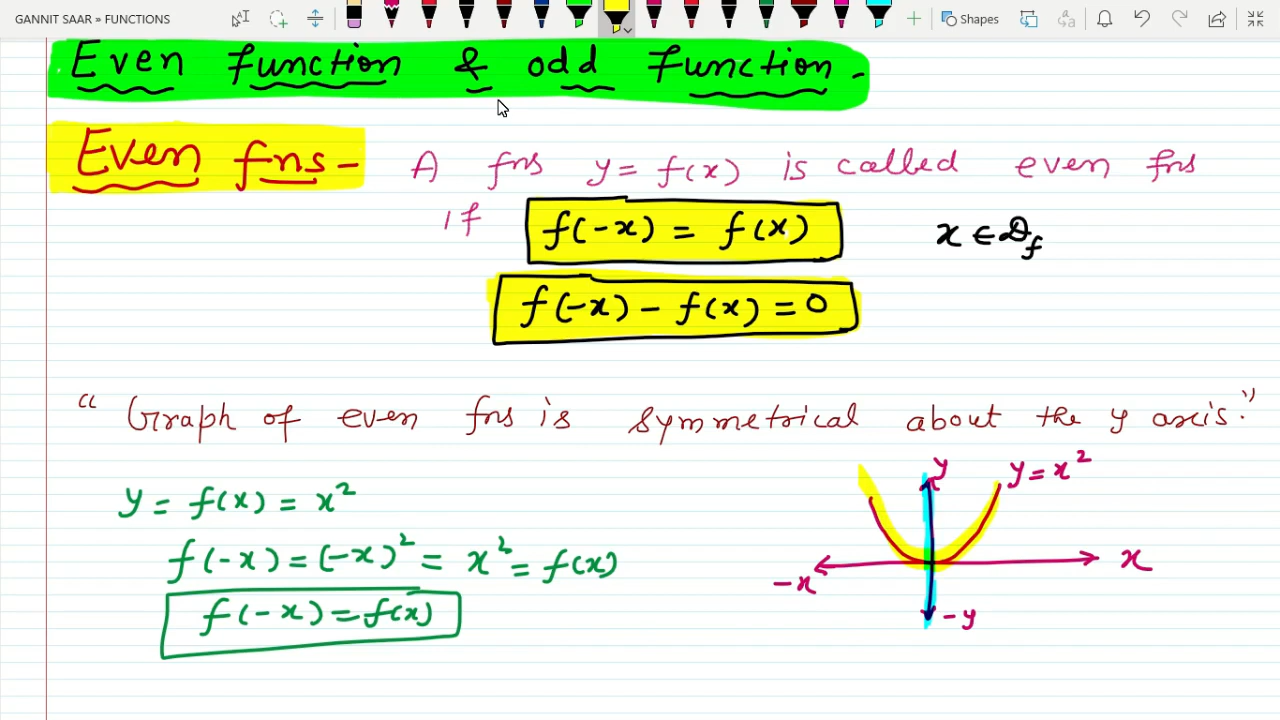 GANNIT SAAR » FUNCTIONS
Shapes
Even function & odd function -
Even fns - A fns y = f(x) is called even fns
if f(-x) = f(x) x ∈ D_f
f(-x) - f(x) = 0
"Graph of even fns is symmetrical about the y axis."
y = f(x) = x²
f(-x) = (-x)² = x² = f(x)
f(-x) = f(x)
y
y = x²
x
-x
-y